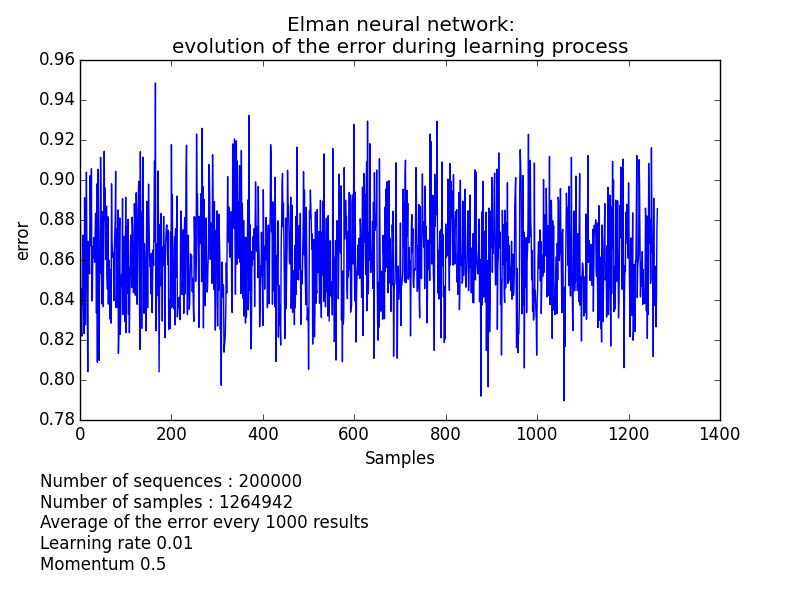 Elman neural network:
evolution of the error during learning process
0.96
0.94
0.92
0.90
0.88
0.86
0.84
0.82
0.80
0.78
error
0 200 400 600 800 1000 1200 1400
Samples
Number of sequences : 200000
Number of samples : 1264942
Average of the error every 1000 results
Learning rate 0.01
Momentum 0.5